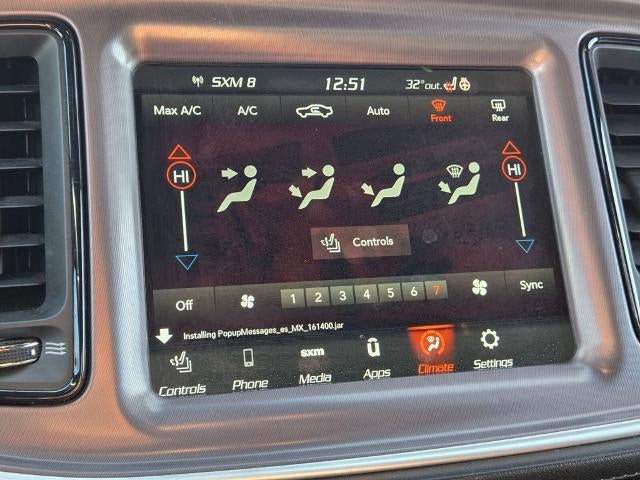 SXM 8 12:51 32°out.
Max A/C A/C Auto Front Rear
HI HI
Controls
Off 1 2 3 4 5 6 7 Sync
Installing PopupMessages_es_MX_161400.jar
sxm u
Controls Phone Media Apps Climate Settings